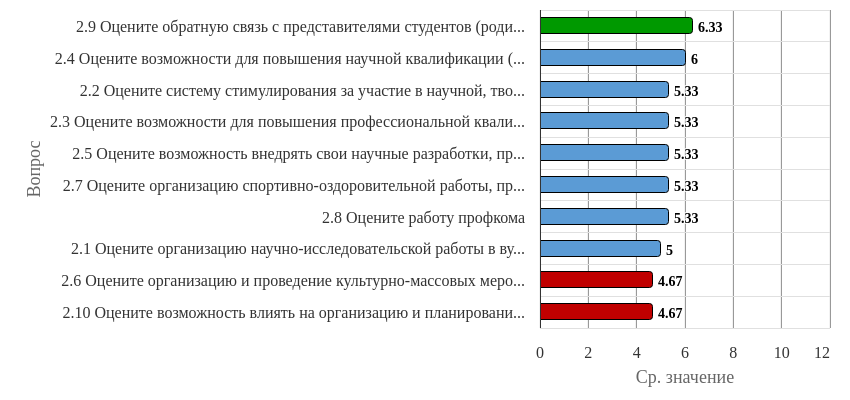 2.9 Оцените обратную связь с представителями студентов (роди... 6.33
2.4 Оцените возможности для повышения научной квалификации (... 6
2.2 Оцените систему стимулирования за участие в научной, тво... 5.33
2.3 Оцените возможности для повышения профессиональной квали... 5.33
2.5 Оцените возможность внедрять свои научные разработки, пр... 5.33
2.7 Оцените организацию спортивно-оздоровительной работы, пр... 5.33
2.8 Оцените работу профкома 5.33
2.1 Оцените организацию научно-исследовательской работы в ву... 5
2.6 Оцените организацию и проведение культурно-массовых меро... 4.67
2.10 Оцените возможность влиять на организацию и планировани... 4.67
Вопрос
0 2 4 6 8 10 12
Ср. значение